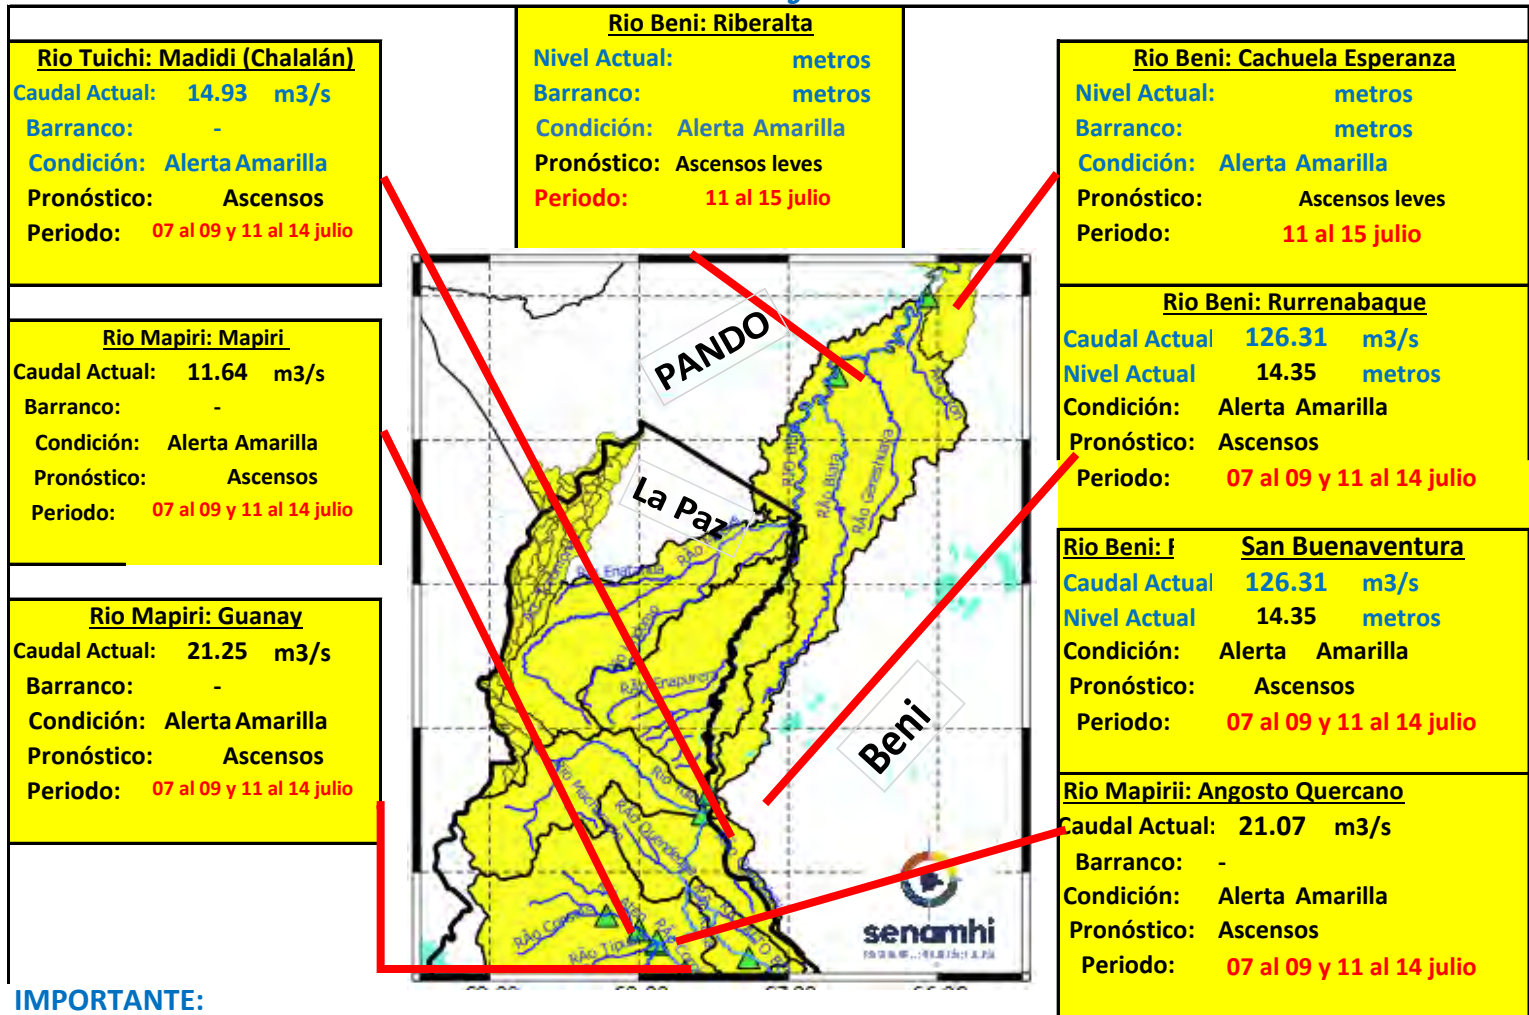 Rio Tuichi: Madidi (Chalalán)
Caudal Actual: 14.93 m3/s
Barranco: -
Condición: Alerta Amarilla
Pronóstico: Ascensos
Periodo: 07 al 09 y 11 al 14 julio
Rio Mapiri: Mapiri
Caudal Actual: 11.64 m3/s
Barranco: -
Condición: Alerta Amarilla
Pronóstico: Ascensos
Periodo: 07 al 09 y 11 al 14 julio
Rio Mapiri: Guanay
Caudal Actual: 21.25 m3/s
Barranco: -
Condición: Alerta Amarilla
Pronóstico: Ascensos
Periodo: 07 al 09 y 11 al 14 julio
Rio Beni: Riberalta
Nivel Actual: metros
Barranco: metros
Condición: Alerta Amarilla
Pronóstico: Ascensos leves
Periodo: 11 al 15 julio
PANDO
La Paz
Beni
RÃo Biata
RÃo Geneshuaya
RÃo Enapurera
senamhi
Rio Beni: Cachuela Esperanza
Nivel Actual: metros
Barranco: metros
Condición: Alerta Amarilla
Pronóstico: Ascensos leves
Periodo: 11 al 15 julio
Rio Beni: Rurrenabaque
Caudal Actual 126.31 m3/s
Nivel Actual 14.35 metros
Condición: Alerta Amarilla
Pronóstico: Ascensos
Periodo: 07 al 09 y 11 al 14 julio
Rio Beni: San Buenaventura
Caudal Actual 126.31 m3/s
Nivel Actual 14.35 metros
Condición: Alerta Amarilla
Pronóstico: Ascensos
Periodo: 07 al 09 y 11 al 14 julio
Rio Mapirii: Angosto Quercano
Caudal Actual: 21.07 m3/s
Barranco: -
Condición: Alerta Amarilla
Pronóstico: Ascensos
Periodo: 07 al 09 y 11 al 14 julio
IMPORTANTE: